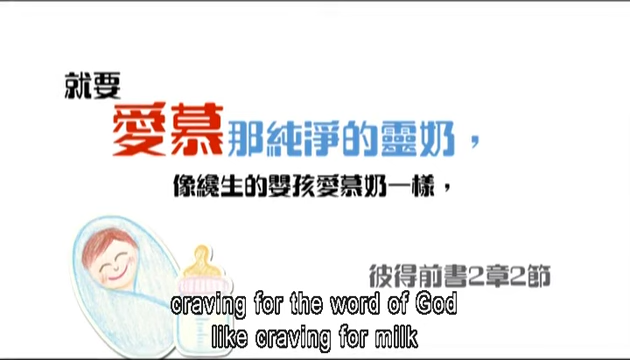 就要
愛慕那純淨的靈奶，
像纔生的嬰孩愛慕奶一樣，
彼得前書2章2節
craving for the word of God
like craving for milk